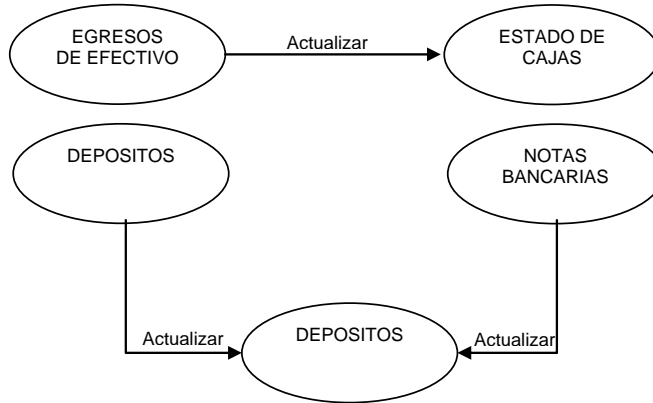 EGRESOS
DE EFECTIVO
Actualizar
ESTADO DE
CAJAS
DEPOSITOS
NOTAS
BANCARIAS
Actualizar
DEPOSITOS
Actualizar